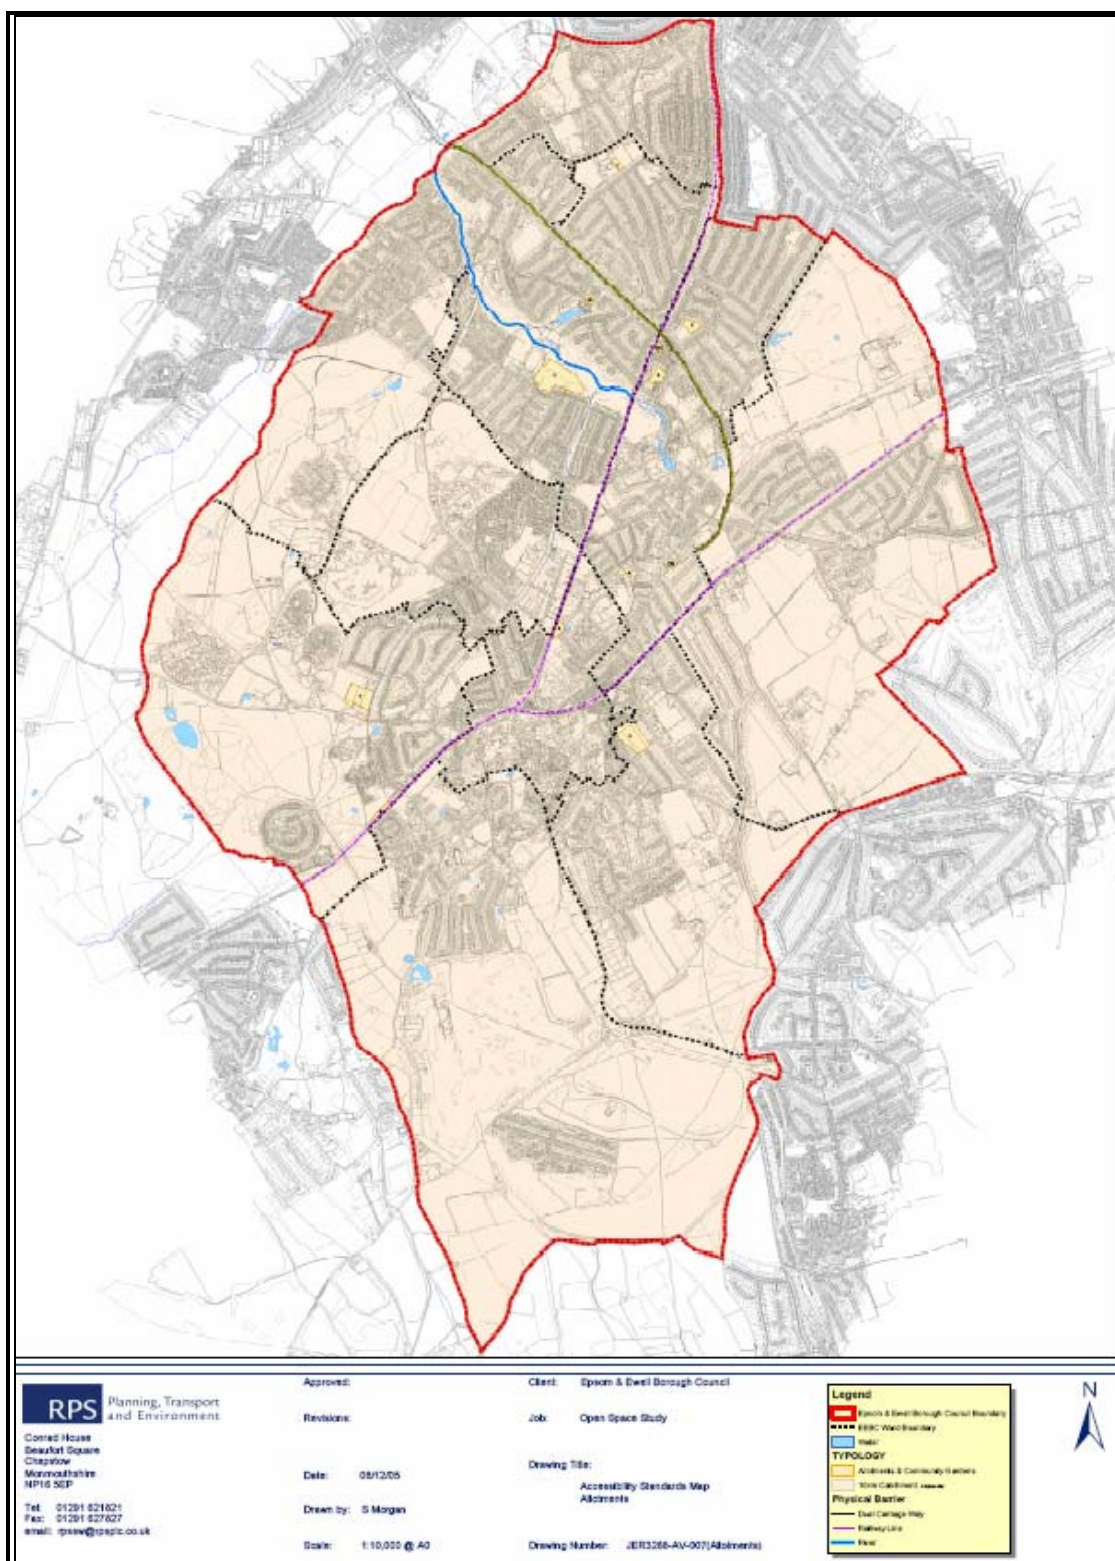 RPS Planning, Transport
and Environment
Conrad House
Beaufort Square
Chepstow
Monmouthshire
NP16 5EP
Tel: 01291 621821
Fax: 01291 627827
email: rpssw@rpsplc.co.uk
Approved:
Revisions:
Date: 08/12/05
Drawn by: S Morgan
Scale: 1:10,000 @ A0
Client: Epsom & Ewell Borough Council
Job: Open Space Study
Drawing Title:
Accessibility Standards Map
Allotments
Drawing Number: JER3288-AV-007(Allotments)
Legend
Epsom & Ewell Borough Council Boundary
EEBC Ward Boundary
Water
TYPOLOGY
Allotments & Community Gardens
Catchment
Physical Barrier
Dual Carriage Way
Railway Line
River
N